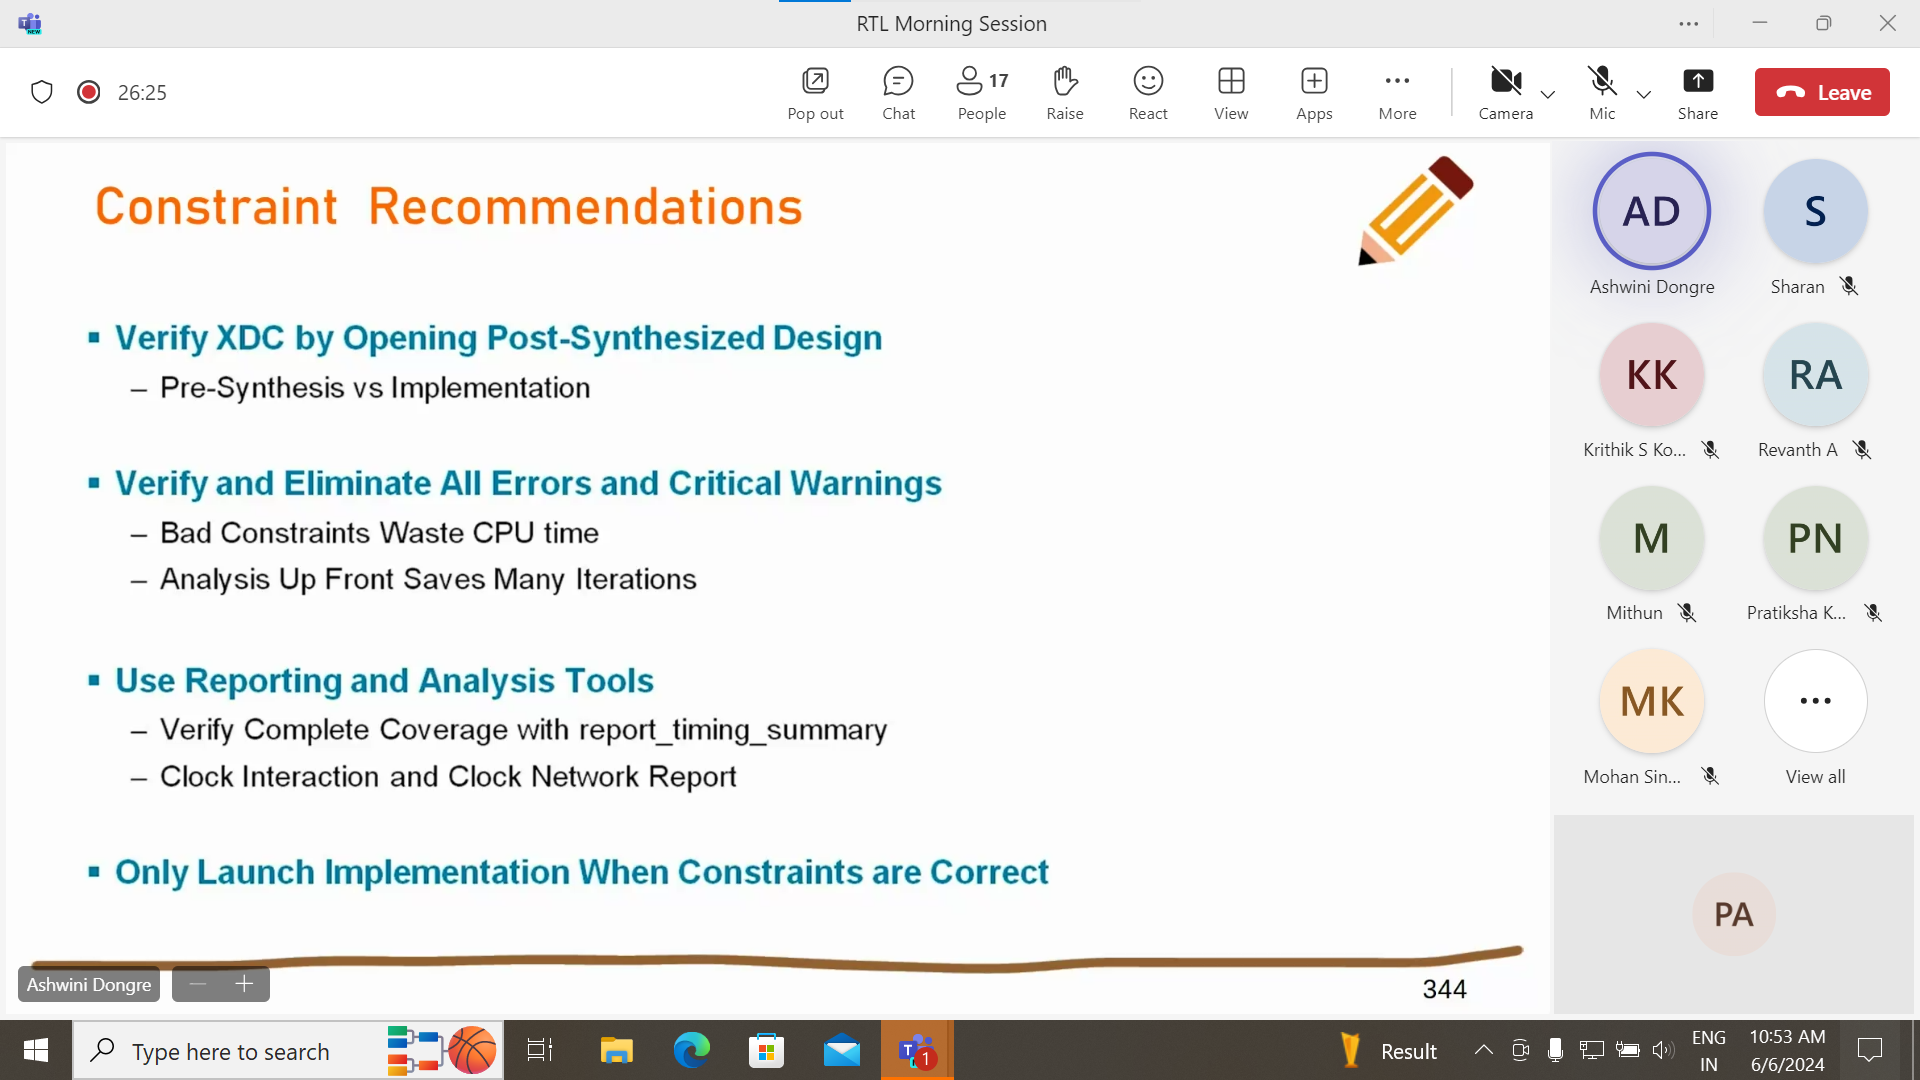 RTL Morning Session
26:25
Pop out
Chat
17
People
Raise
React
View
Apps
More
Camera
Mic
Share
Leave
Constraint Recommendations
Verify XDC by Opening Post-Synthesized Design
– Pre-Synthesis vs Implementation
Verify and Eliminate All Errors and Critical Warnings
– Bad Constraints Waste CPU time
– Analysis Up Front Saves Many Iterations
Use Reporting and Analysis Tools
– Verify Complete Coverage with report_timing_summary
– Clock Interaction and Clock Network Report
Only Launch Implementation When Constraints are Correct
344
Ashwini Dongre
AD
Ashwini Dongre
S
Sharan
KK
Krithik S Ko...
RA
Revanth A
M
Mithun
PN
Pratiksha K...
MK
Mohan Sin...
View all
PA
Type here to search
NEW
1
Result
ENG
IN
10:53 AM
6/6/2024